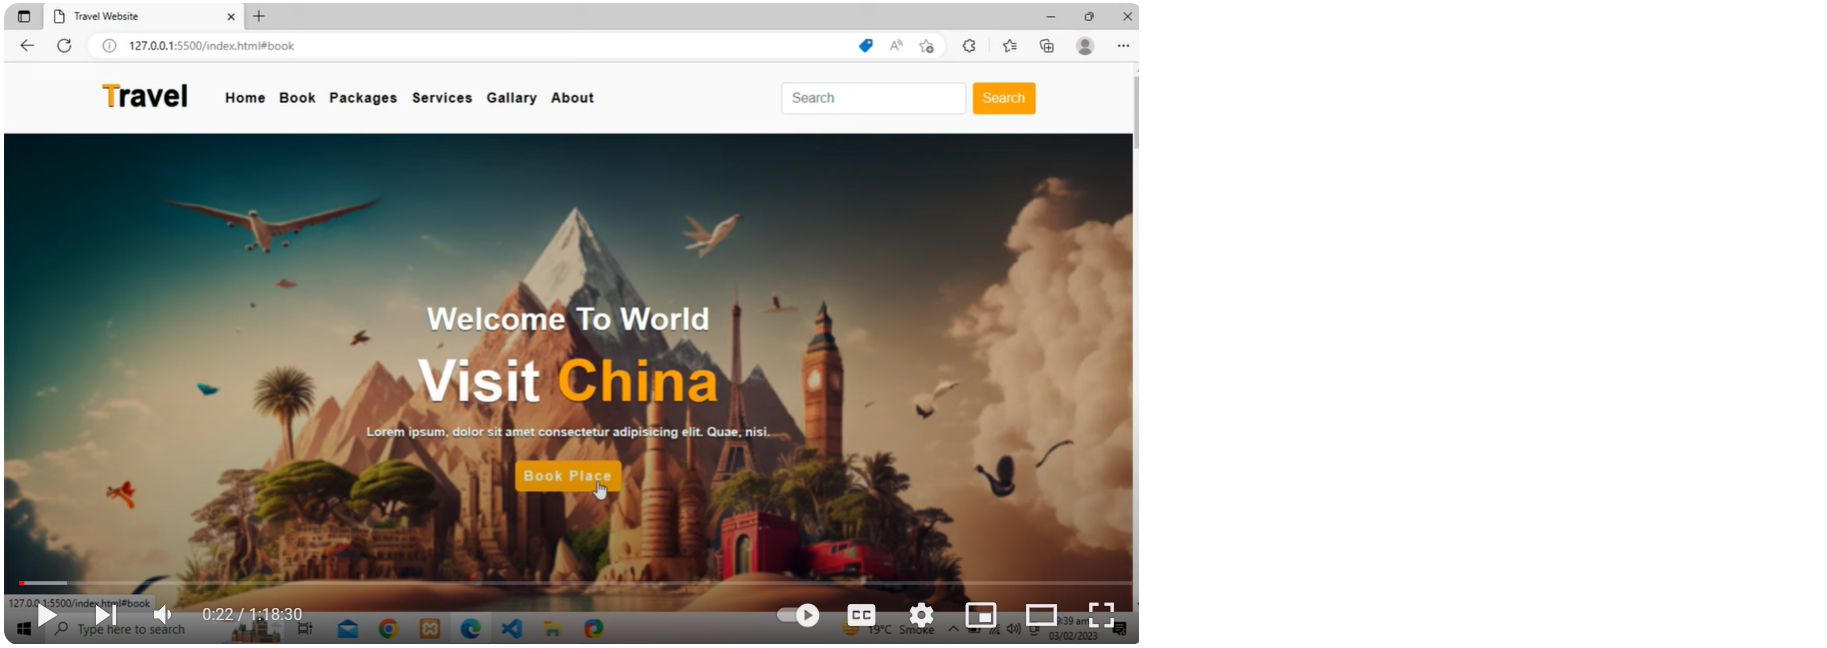 Travel Website
127.0.0.1:5500/index.html#book
Travel Home Book Packages Services Gallary About Search Search
Welcome To World
Visit China
Lorem ipsum, dolor sit amet consectetur adipisicing elit. Quae, nisi.
Book Place
127.0.0.1:5500/index.html#book
0:22 / 1:18:30
CC
Type here to search
19°C Smoke
:39 am
03/02/2023